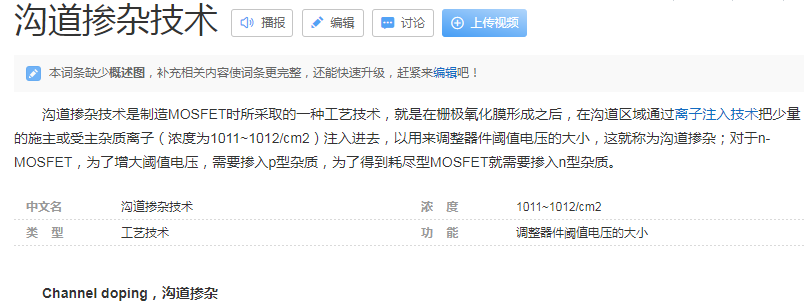 沟道掺杂技术 播报 编辑 讨论 上传视频
本词条缺少概述图，补充相关内容使词条更完整，还能快速升级，赶紧来编辑吧！
沟道掺杂技术是制造MOSFET时所采取的一种工艺技术，就是在栅极氧化膜形成之后，在沟道区域通过离子注入技术把少量
的施主或受主杂质离子（浓度为1011~1012/cm2）注入进去，以用来调整器件阈值电压的大小，这就称为沟道掺杂；对于n-
MOSFET，为了增大阈值电压，需要掺入p型杂质，为了得到耗尽型MOSFET就需要掺入n型杂质。
中文名 沟道掺杂技术 浓 度 1011~1012/cm2
类 型 工艺技术 功 能 调整器件阈值电压的大小
Channel doping，沟道掺杂